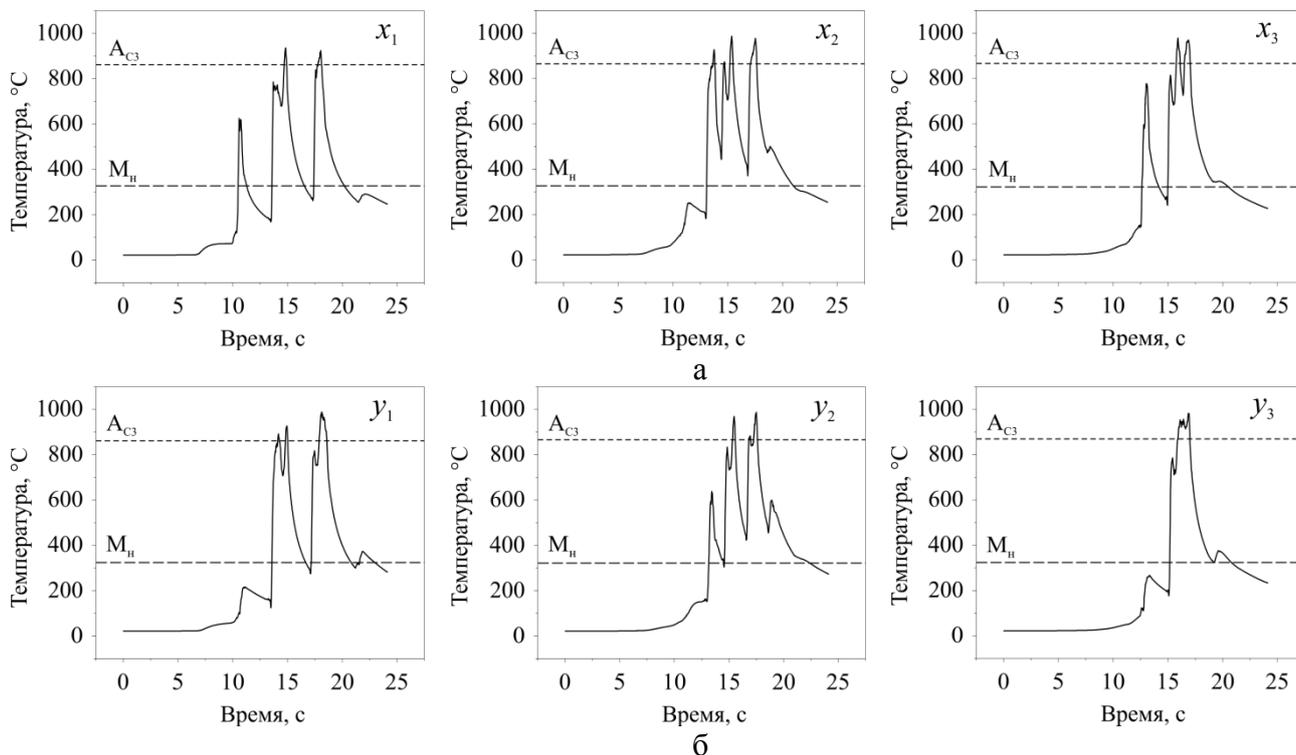 1000
800
600
400
200
0
Температура, °C
A_C3
M_н
x_1
0 5 10 15 20 25
Время, с
1000
800
600
400
200
0
Температура, °C
A_C3
M_н
x_2
0 5 10 15 20 25
Время, с
1000
800
600
400
200
0
Температура, °C
A_C3
M_н
x_3
0 5 10 15 20 25
Время, с
а
1000
800
600
400
200
0
Температура, °C
A_C3
M_н
y_1
0 5 10 15 20 25
Время, с
1000
800
600
400
200
0
Температура, °C
A_C3
M_н
y_2
0 5 10 15 20 25
Время, с
1000
800
600
400
200
0
Температура, °C
A_C3
M_н
y_3
0 5 10 15 20 25
Время, с
б